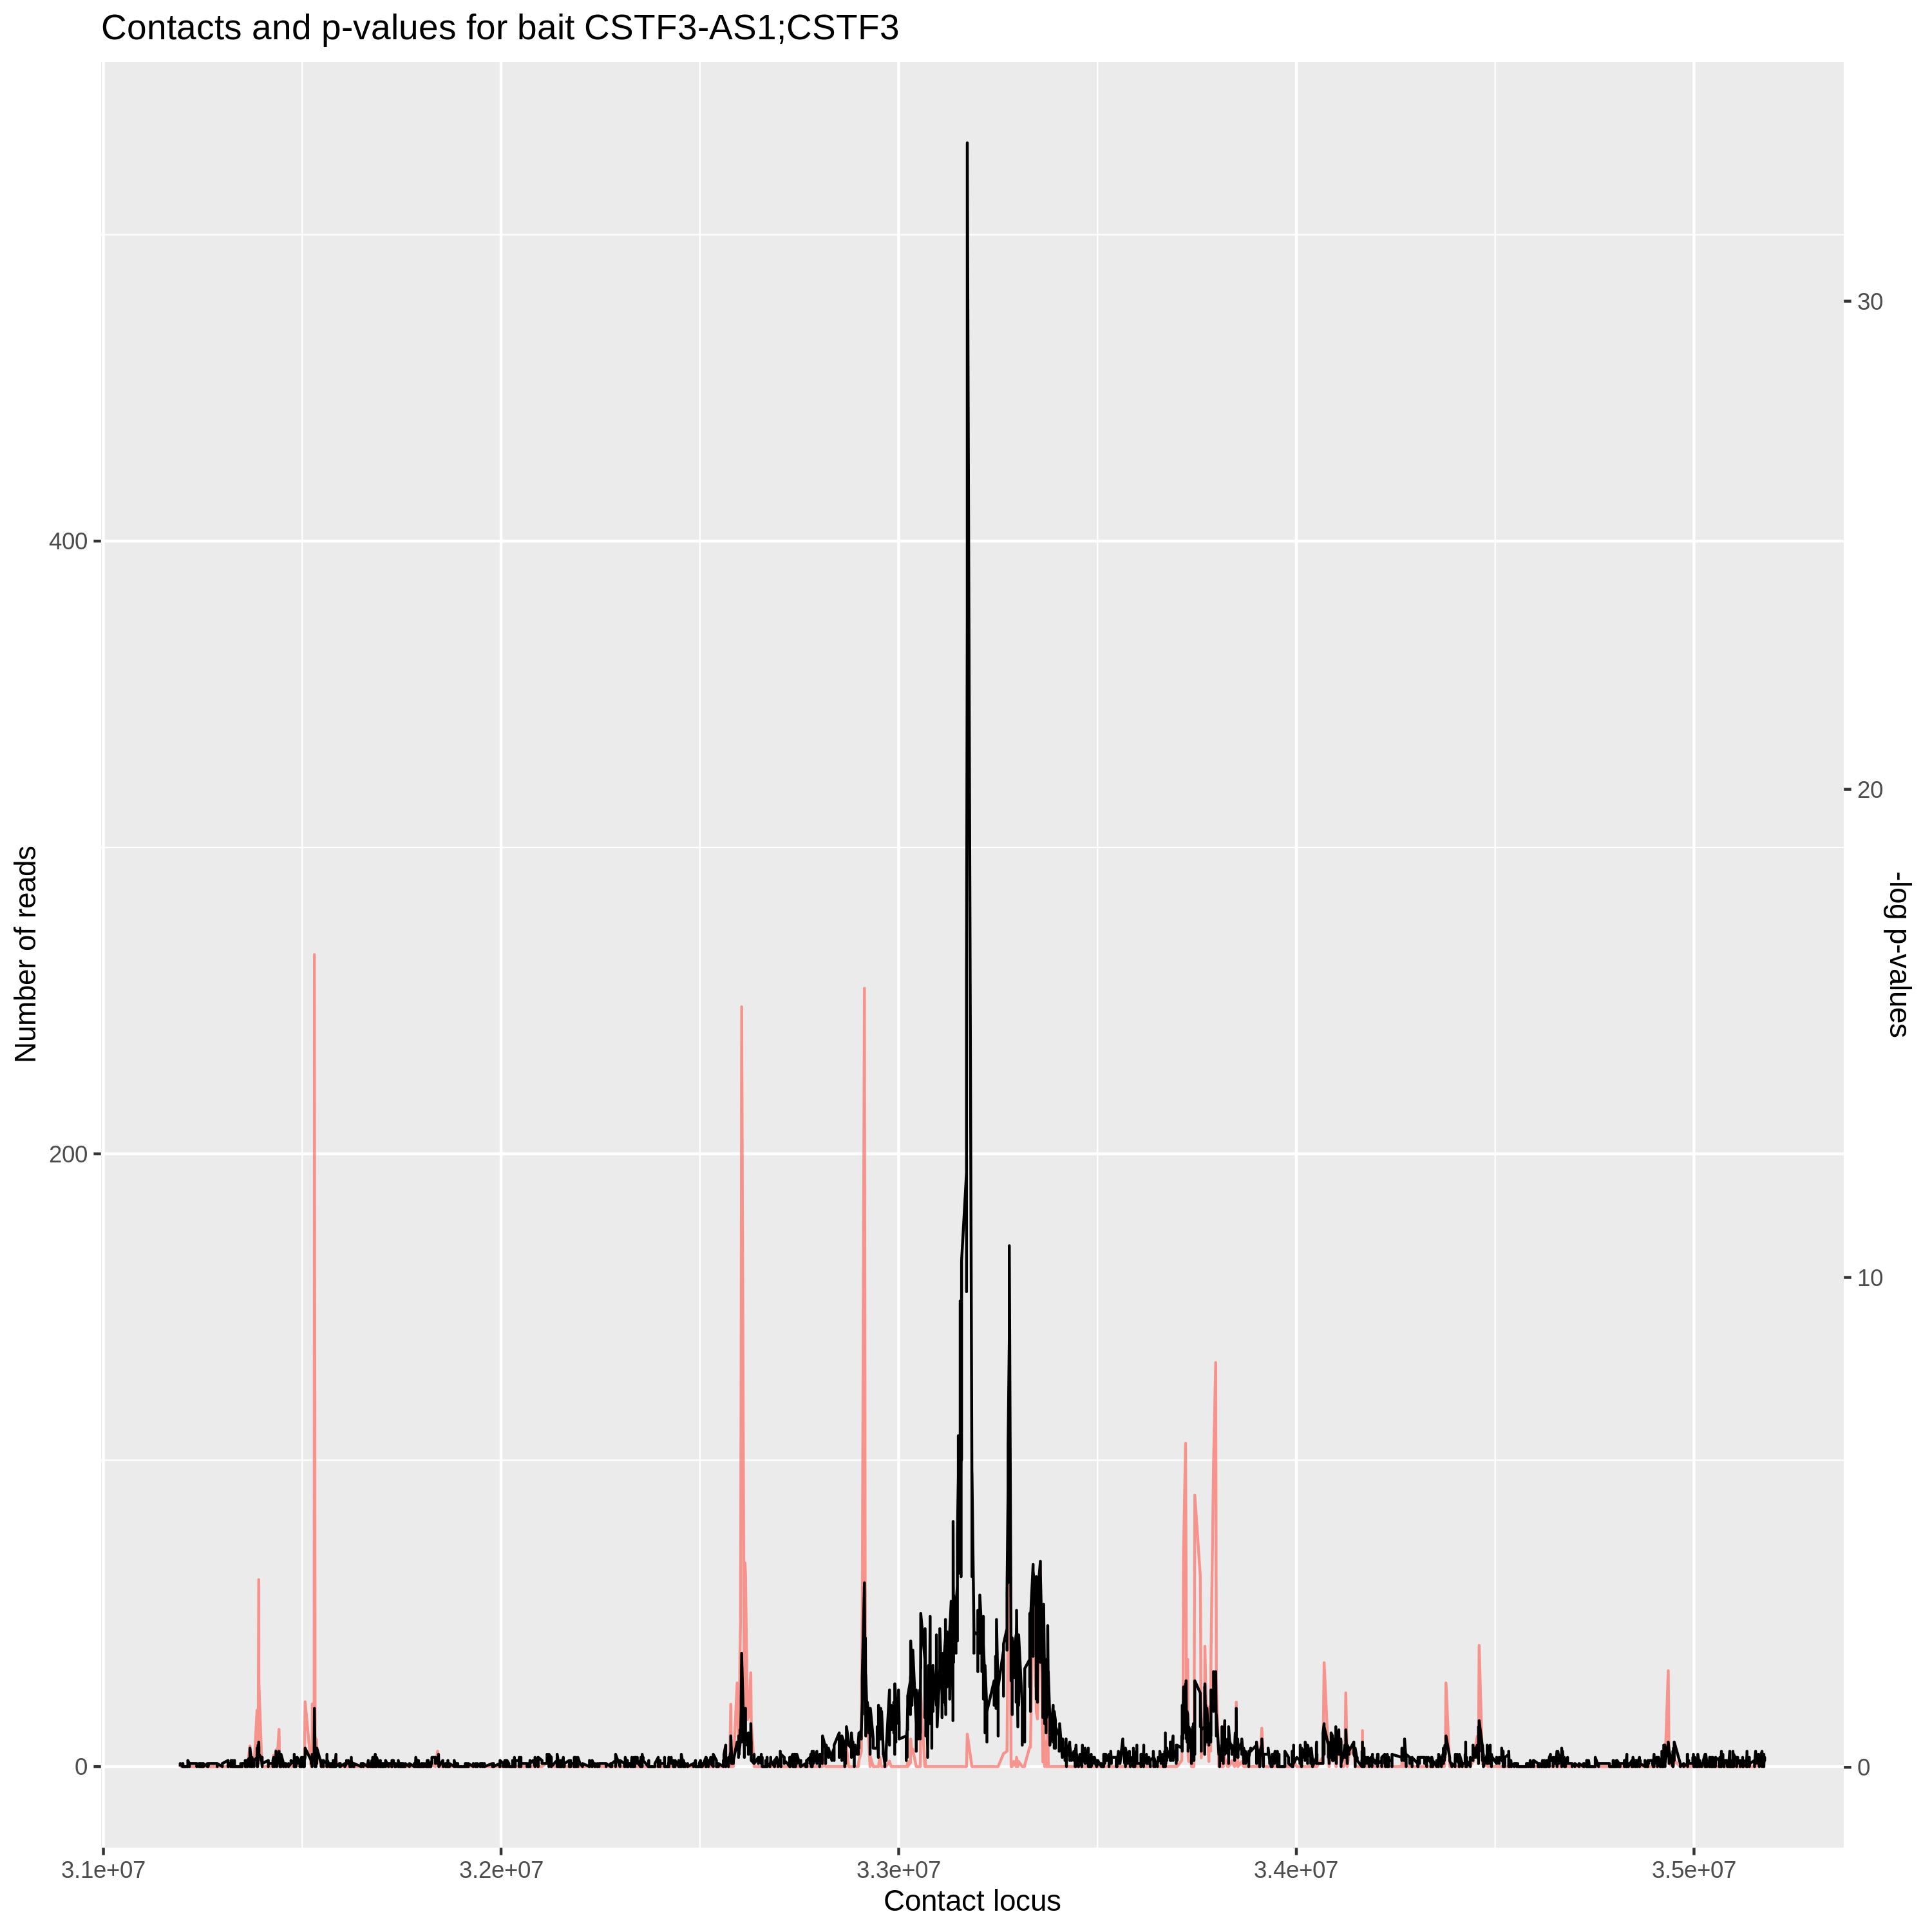 Contacts and p-values for bait CSTF3-AS1;CSTF3
Number of reads
400
200
0
30
20
10
0
-log p-values
3.1e+07
3.2e+07
3.3e+07
3.4e+07
3.5e+07
Contact locus